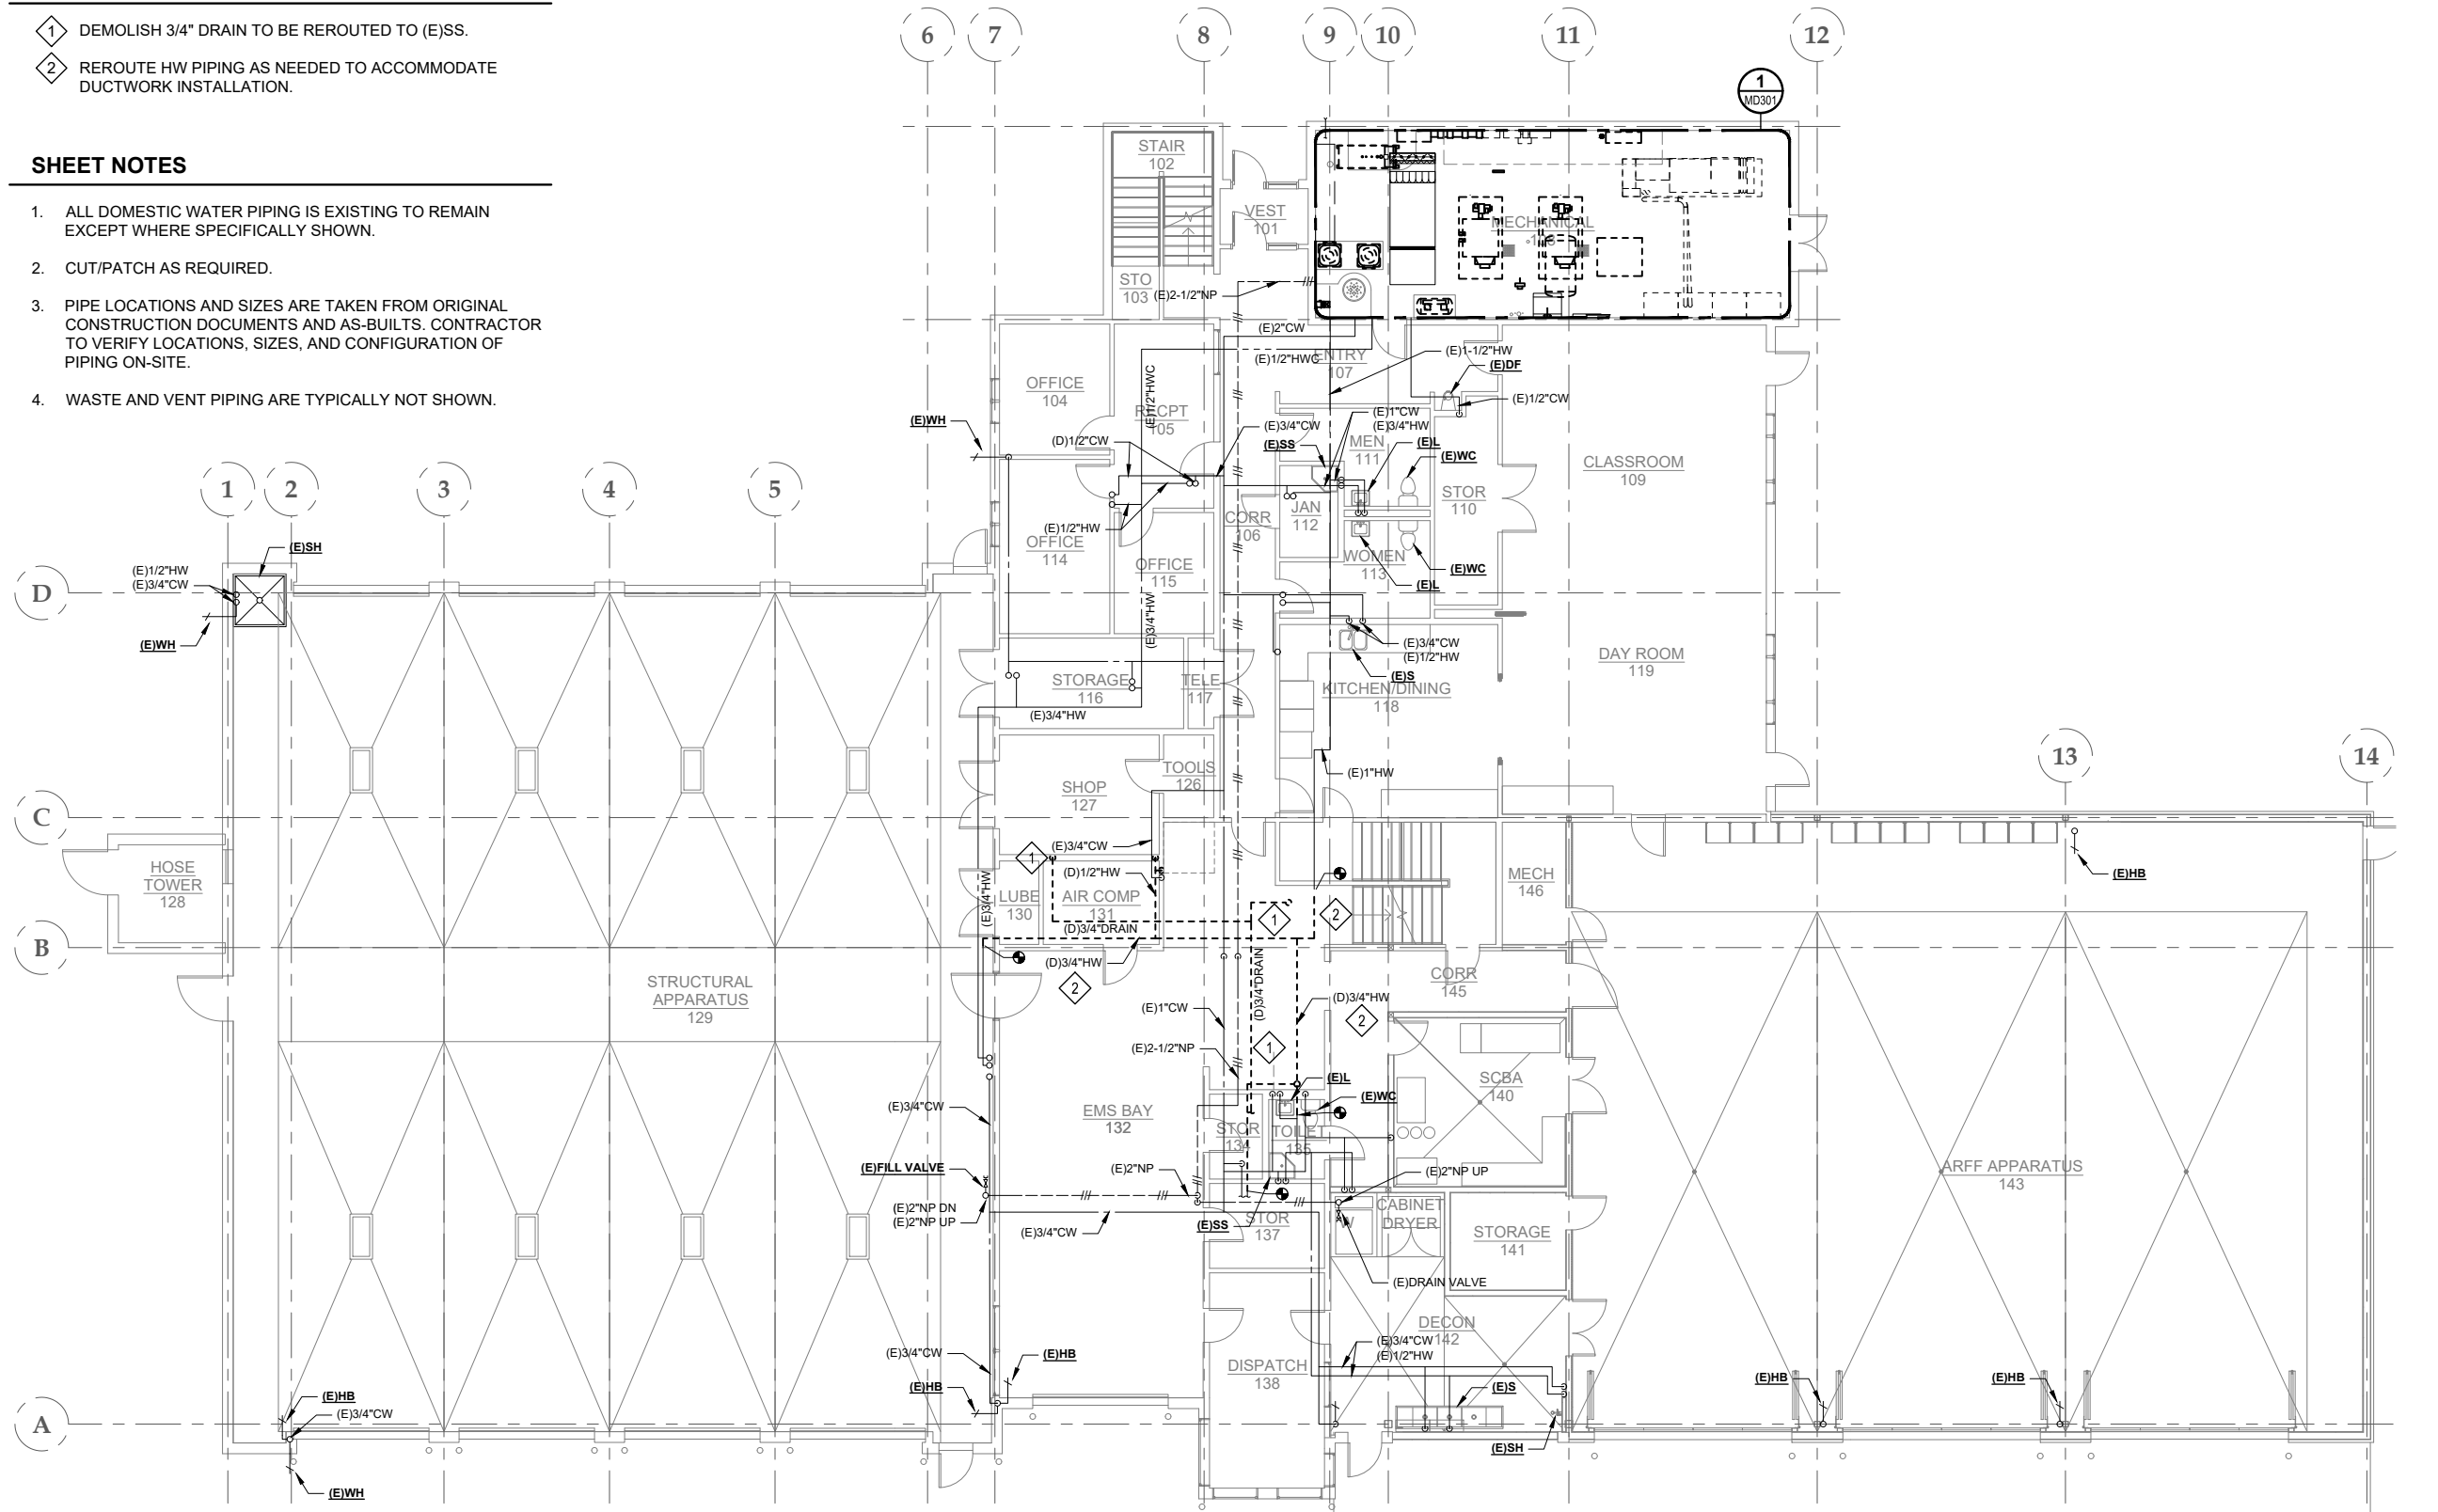 1 DEMOLISH 3/4" DRAIN TO BE REROUTED TO (E)SS.
2 REROUTE HW PIPING AS NEEDED TO ACCOMMODATE
DUCTWORK INSTALLATION.
SHEET NOTES
1. ALL DOMESTIC WATER PIPING IS EXISTING TO REMAIN
EXCEPT WHERE SPECIFICALLY SHOWN.
2. CUT/PATCH AS REQUIRED.
3. PIPE LOCATIONS AND SIZES ARE TAKEN FROM ORIGINAL
CONSTRUCTION DOCUMENTS AND AS-BUILTS. CONTRACTOR
TO VERIFY LOCATIONS, SIZES, AND CONFIGURATION OF
PIPING ON-SITE.
4. WASTE AND VENT PIPING ARE TYPICALLY NOT SHOWN.
6 7 8 9 10 11 12
1
MD301
STAIR
102
VEST
101
MECHANICAL
STO
103
(E)2-1/2"NP
(E)2"CW
(E)1/2"HWC
ENTRY
107
(E)1-1/2"HW
(E)DF
(E)1/2"CW
OFFICE
104
(E)1/2"HWC
RECPT
105
(E)WH
(D)1/2"CW
(E)3/4"CW
(E)1"CW
(E)3/4"HW
(E)SS
MEN
111
(E)L
(E)WC
CLASSROOM
109
STOR
110
1 2 3 4 5
CORR
106
JAN
112
(E)1/2"HW
OFFICE
114
OFFICE
115
WOMEN
113
(E)WC
(E)L
(E)SH
(E)1/2"HW
(E)3/4"CW
D
(E)WH
(E)3/4"HW
(E)3/4"CW
(E)1/2"HW
(E)S
DAY ROOM
119
STORAGE
116
TELE
117
KITCHEN/DINING
118
(E)3/4"HW
(E)1"HW
13 14
SHOP
127
TOOLS
126
C
HOSE
TOWER
128
1
(E)3/4"CW
(D)1/2"HW
(E)3/4"HW
LUBE
130
AIR COMP
131
(D)3/4"DRAIN
1
2
MECH
146
(E)HB
B
(D)3/4"HW
2
STRUCTURAL
APPARATUS
129
(D)3/4"DRAIN
CORR
145
(E)1"CW
(D)3/4"HW
2
(E)2-1/2"NP
1
(E)L
(E)WC
SCBA
140
(E)3/4"CW
EMS BAY
132
STOR
134
TOILET
135
(E)FILL VALVE
(E)2"NP
(E)2"NP UP
ARFF APPARATUS
143
(E)2"NP DN
(E)2"NP UP
(E)3/4"CW
(E)SS
STOR
137
W
CABINET
DRYER
STORAGE
141
(E)DRAIN VALVE
DECON
142
(E)3/4"CW
(E)1/2"HW
(E)3/4"CW
(E)HB
DISPATCH
138
(E)HB
(E)S
(E)HB
(E)HB
(E)HB
(E)3/4"CW
A
(E)SH
(E)WH